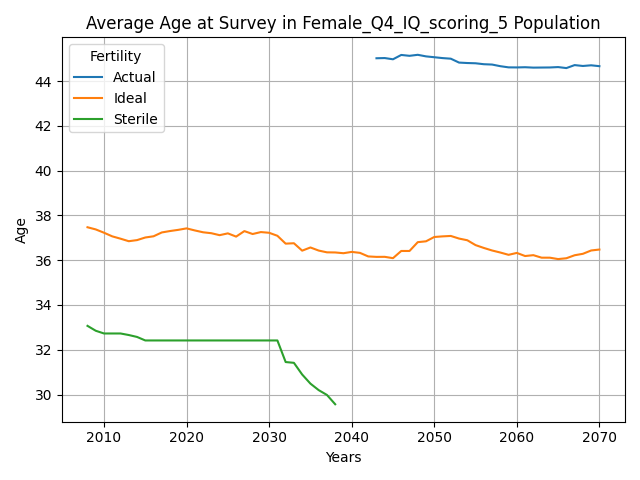 Average Age at Survey in Female_Q4_IQ_scoring_5 Population
Fertility
Actual
Ideal
Sterile
Age
44
42
40
38
36
34
32
30
2010 2020 2030 2040 2050 2060 2070
Years